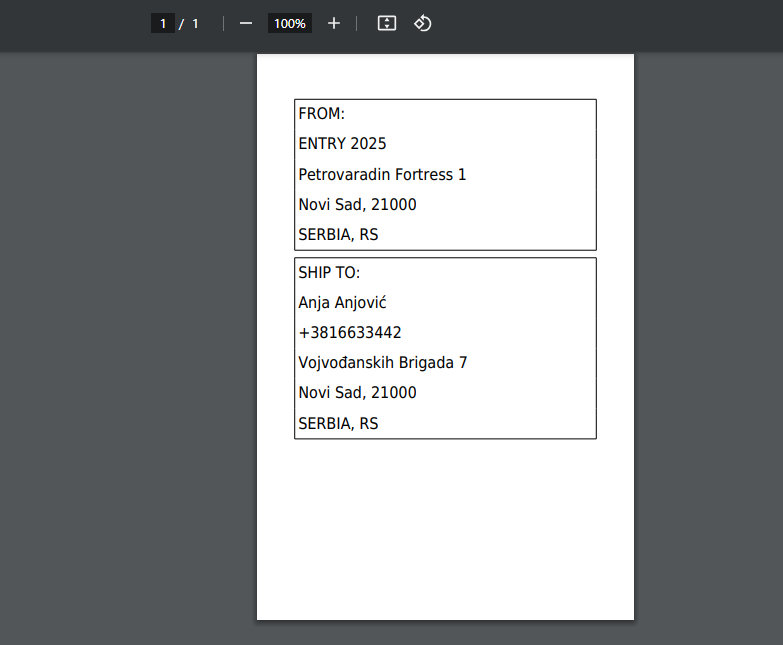 1 / 1 100%
FROM:
ENTRY 2025
Petrovaradin Fortress 1
Novi Sad, 21000
SERBIA, RS
SHIP TO:
Anja Anjović
+3816633442
Vojvođanskih Brigada 7
Novi Sad, 21000
SERBIA, RS